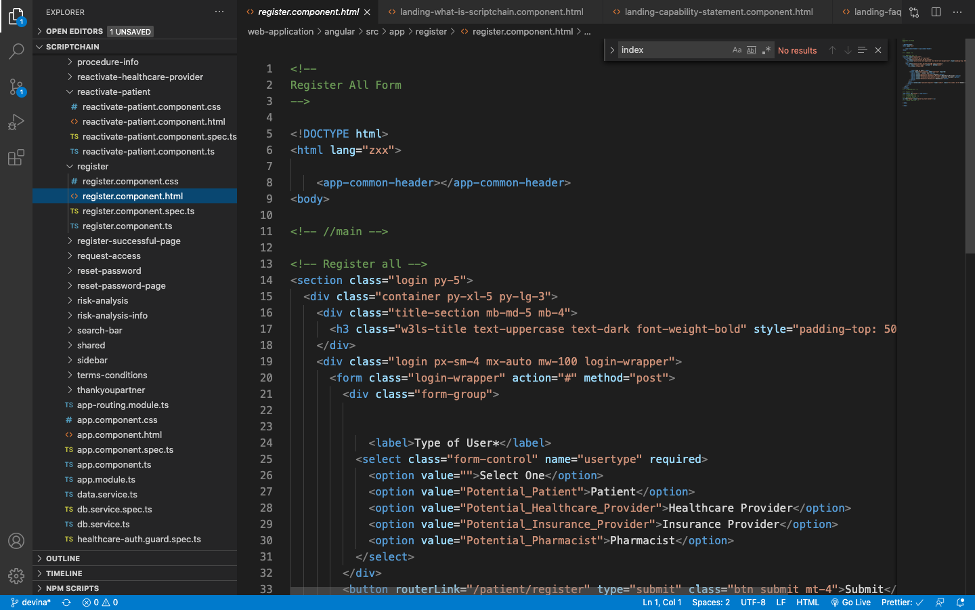 EXPLORER
···
OPEN EDITORS 1 UNSAVED
SCRIPTCHAIN
procedure-info
reactivate-healthcare-provider
reactivate-patient
# reactivate-patient.component.css
<> reactivate-patient.component.html
TS reactivate-patient.component.spec.ts
TS reactivate-patient.component.ts
register
# register.component.css
<> register.component.html
TS register.component.spec.ts
TS register.component.ts
register-successful-page
request-access
reset-password
reset-password-page
risk-analysis
risk-analysis-info
search-bar
shared
sidebar
terms-conditions
thankyoupartner
TS app-routing.module.ts
# app.component.css
<> app.component.html
TS app.component.spec.ts
TS app.component.ts
TS app.module.ts
TS data.service.ts
TS db.service.spec.ts
TS db.service.ts
TS healthcare-auth.guard.spec.ts
OUTLINE
TIMELINE
NPM SCRIPTS
1
1
<> register.component.html ×
<> landing-what-is-scriptchain.component.html
<> landing-capability-statement.component.html
<> landing-faq
···
web-application > angular > src > app > register > <> register.component.html > ...
index Aa ab .* No results
1 <!--
2 Register All Form
3 -->
4
5 <!DOCTYPE html>
6 <html lang="zxx">
7
8 <app-common-header></app-common-header>
9 <body>
10
11 <!-- //main -->
12
13 <!-- Register all -->
14 <section class="login py-5">
15 <div class="container py-xl-5 py-lg-3">
16 <div class="title-section mb-md-5 mb-4">
17 <h3 class="w3ls-title text-uppercase text-dark font-weight-bold" style="padding-top: 50
18 </div>
19 <div class="login px-sm-4 mx-auto mw-100 login-wrapper">
20 <form class="login-wrapper" action="#" method="post">
21 <div class="form-group">
22
23
24 <label>Type of User*</label>
25 <select class="form-control" name="usertype" required>
26 <option value="">Select One</option>
27 <option value="Potential_Patient">Patient</option>
28 <option value="Potential_Healthcare_Provider">Healthcare Provider</option>
29 <option value="Potential_Insurance_Provider">Insurance Provider</option>
30 <option value="Potential_Pharmacist">Pharmacist</option>
31 </select>
32 </div>
33 <button routerLink="/patient/register" type="submit" class="btn submit mt-4">Submit</
devina* 0 0 Ln 1, Col 1 Spaces: 2 UTF-8 LF HTML Go Live Prettier: ✓